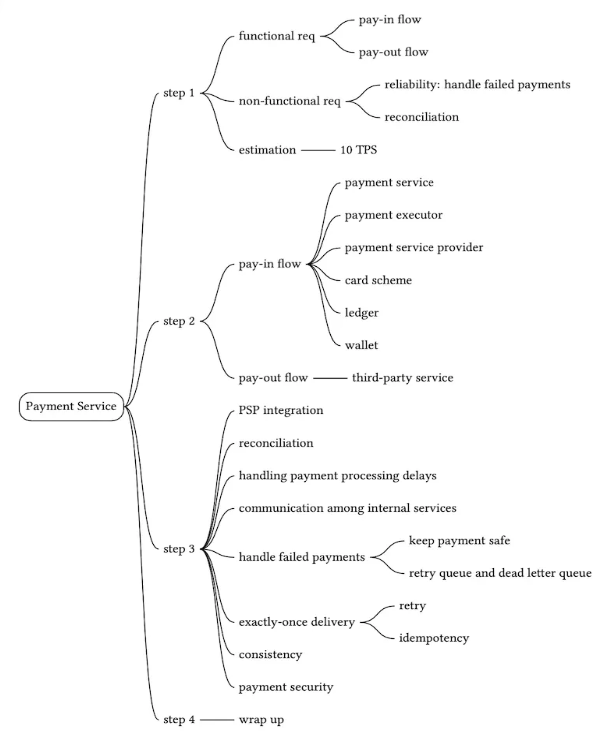 Payment Service
step 1
functional req
pay-in flow
pay-out flow
non-functional req
reliability: handle failed payments
reconciliation
estimation
10 TPS
step 2
pay-in flow
payment service
payment executor
payment service provider
card scheme
ledger
wallet
pay-out flow
third-party service
step 3
PSP integration
reconciliation
handling payment processing delays
communication among internal services
handle failed payments
keep payment safe
retry queue and dead letter queue
exactly-once delivery
retry
idempotency
consistency
payment security
step 4
wrap up